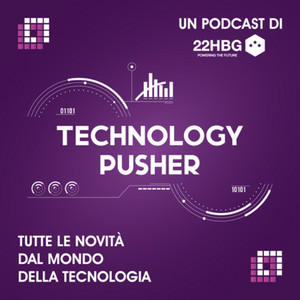 UN PODCAST DI
22HBG
POWERING THE FUTURE
01101
TECHNOLOGY
PUSHER
10101
TUTTE LE NOVITÀ
DAL MONDO
DELLA TECNOLOGIA